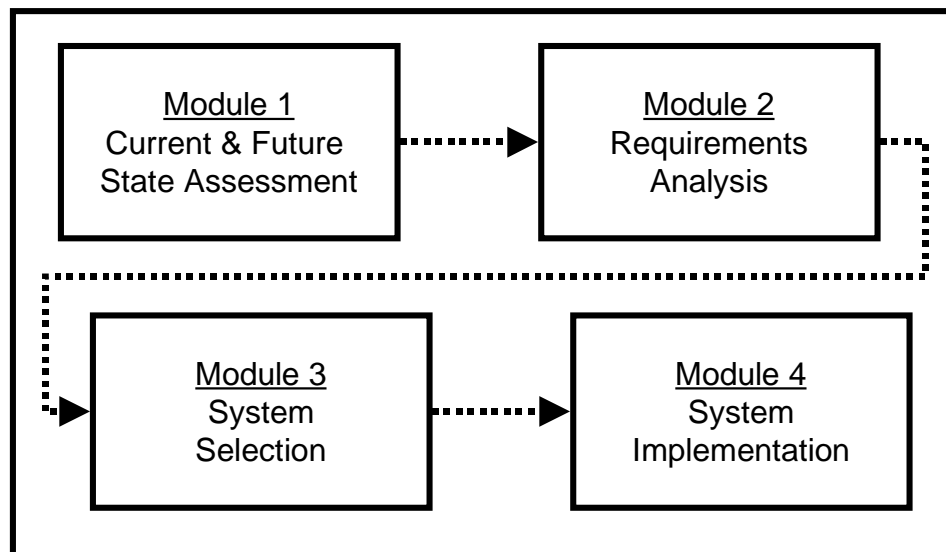 Module 1
Current & Future
State Assessment
Module 2
Requirements
Analysis
Module 3
System
Selection
Module 4
System
Implementation